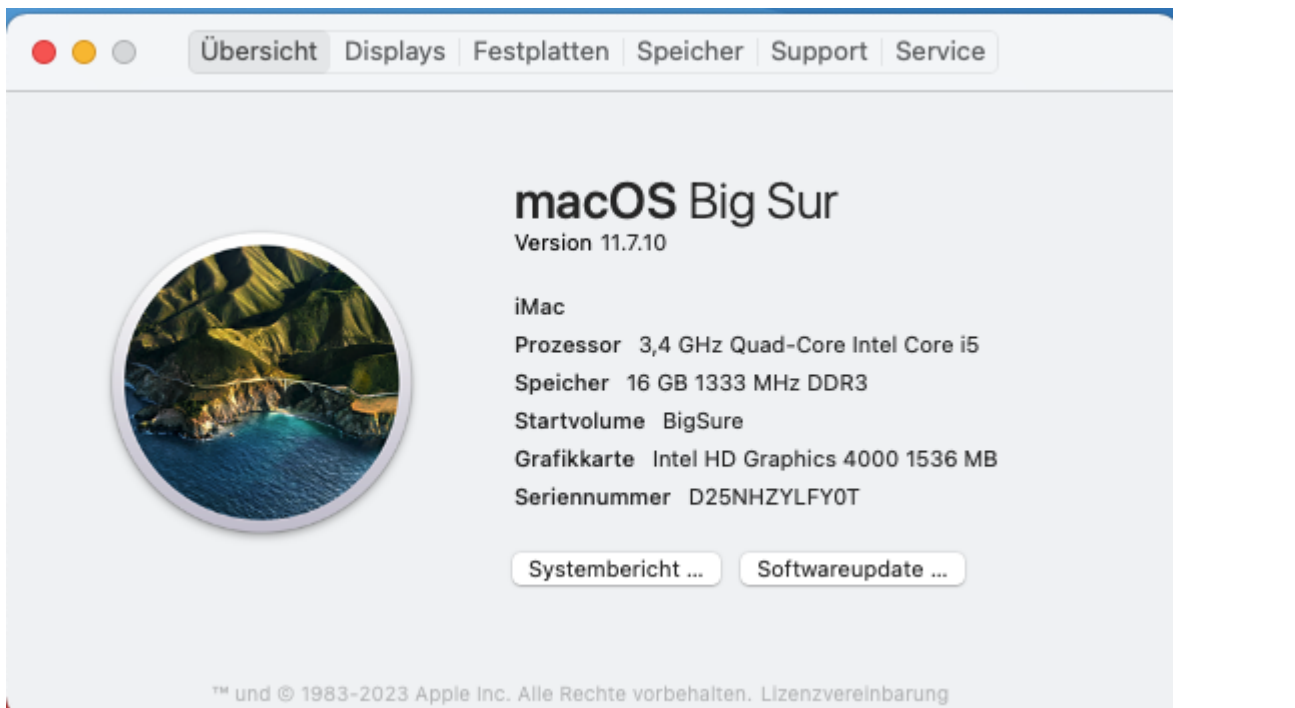 Übersicht Displays Festplatten Speicher Support Service
macOS Big Sur
Version 11.7.10
iMac
Prozessor 3,4 GHz Quad-Core Intel Core i5
Speicher 16 GB 1333 MHz DDR3
Startvolume BigSure
Grafikkarte Intel HD Graphics 4000 1536 MB
Seriennummer D25NHZYLFY0T
Systembericht ... Softwareupdate ...
™ und © 1983-2023 Apple Inc. Alle Rechte vorbehalten. Lizenzvereinbarung